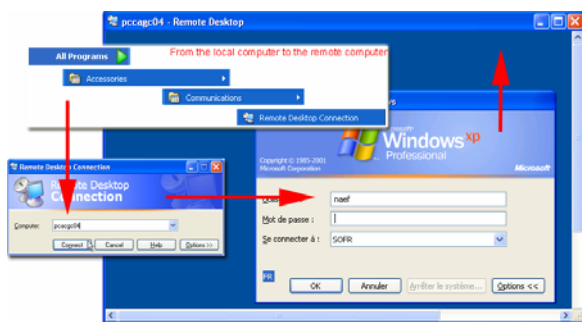 pccagc04 - Remote Desktop
From the local computer to the remote computer
All Programs
Accessories
Communications
Remote Desktop Connection
Microsoft
Windows xp
Professional
Copyright © 1985-2001
Microsoft Corporation
Microsoft
Remote Desktop Connection
Remote Desktop
Connection
Computer:
Connect
Cancel
Help
Options >>
naef
Mot de passe :
Se connecter à :
SOFR
FR
OK
Annuler
Arrêter le système...
Options <<